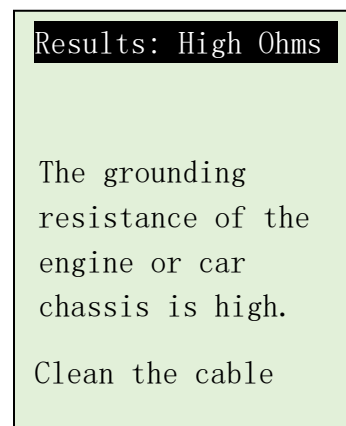 Results: High Ohms
The grounding
resistance of the
engine or car
chassis is high.
Clean the cable